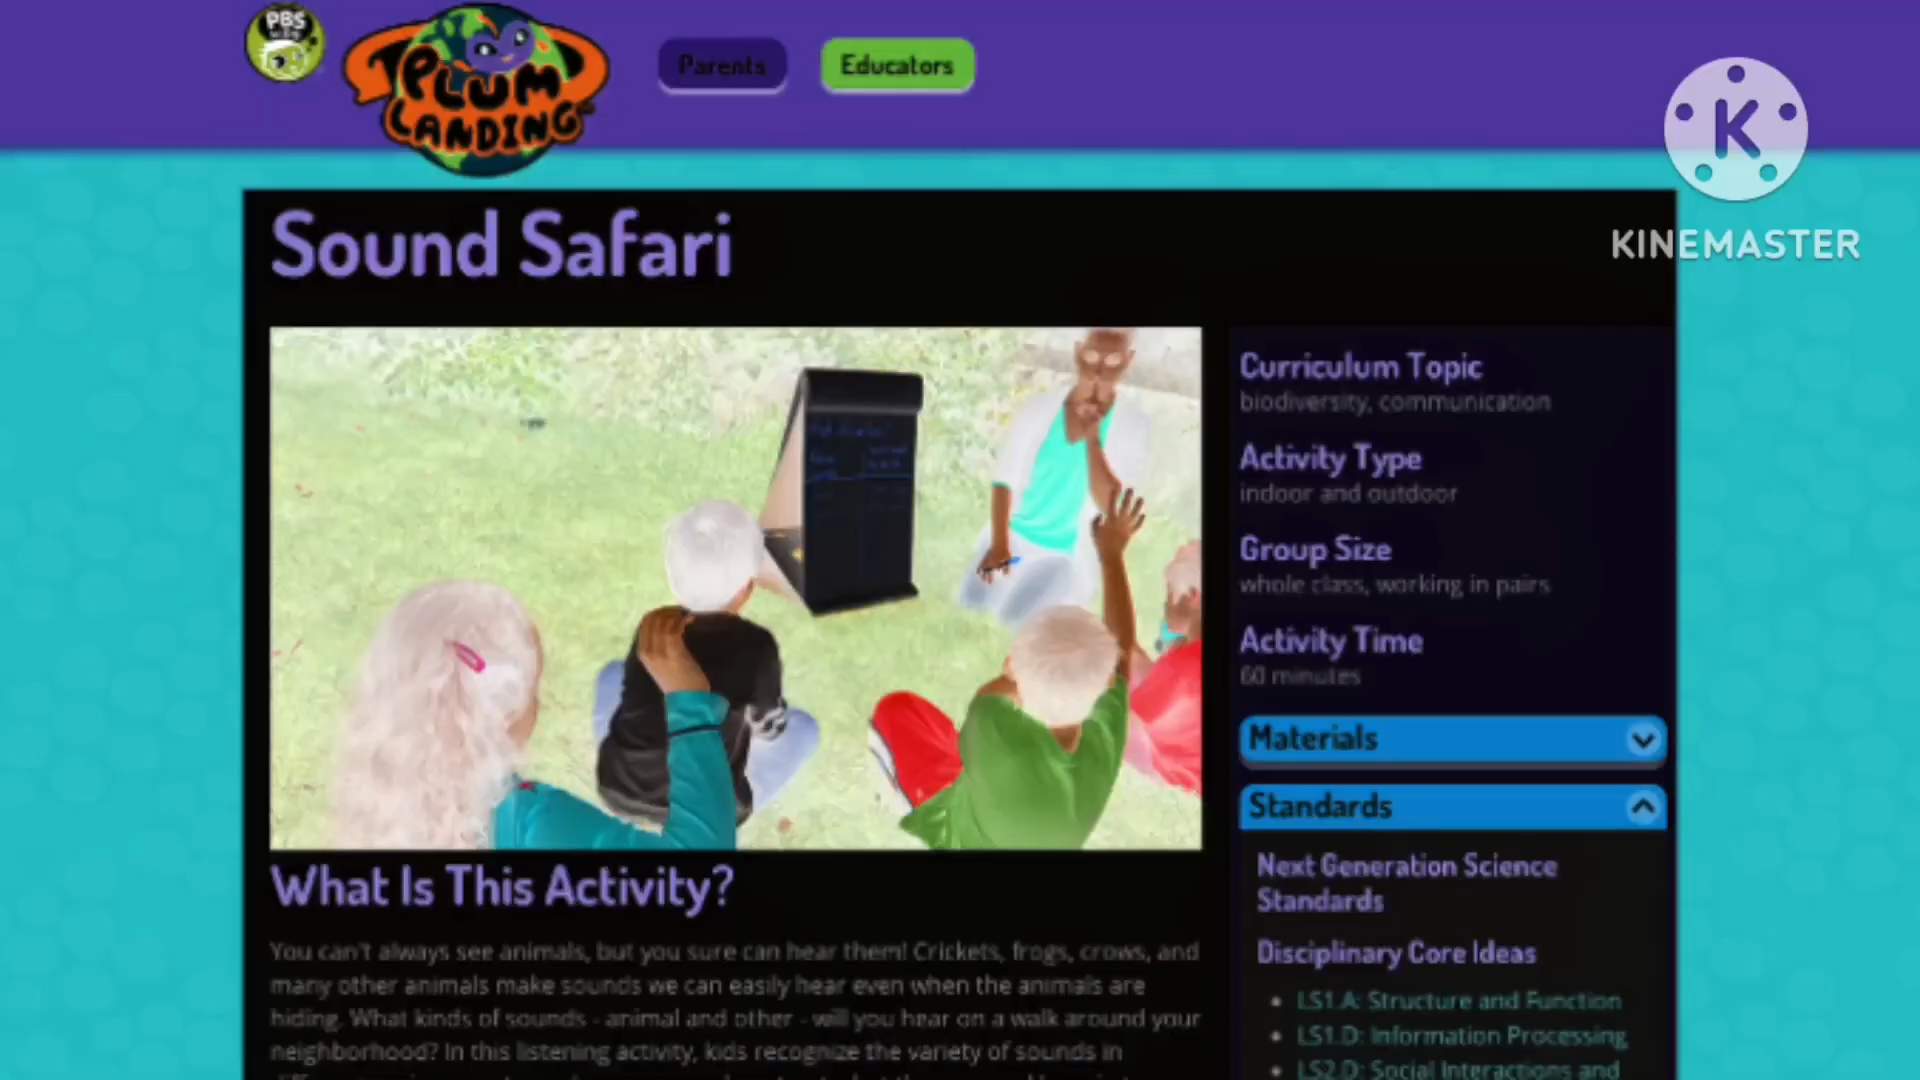 PBS
KIDS
PLUM
LANDING
Parents
Educators
K
KINEMASTER
Sound Safari
Curriculum Topic
biodiversity, communication
Activity Type
indoor and outdoor
Group Size
whole class, working in pairs
Activity Time
60 minutes
Materials
Standards
Next Generation Science
Standards
Disciplinary Core Ideas
LS1.A: Structure and Function
LS1.D: Information Processing
LS2.D: Social Interactions and
What Is This Activity?
You can't always see animals, but you sure can hear them! Crickets, frogs, crows, and
many other animals make sounds we can easily hear even when the animals are
hiding. What kinds of sounds - animal and other - will you hear on a walk around your
neighborhood? In this listening activity, kids recognize the variety of sounds in